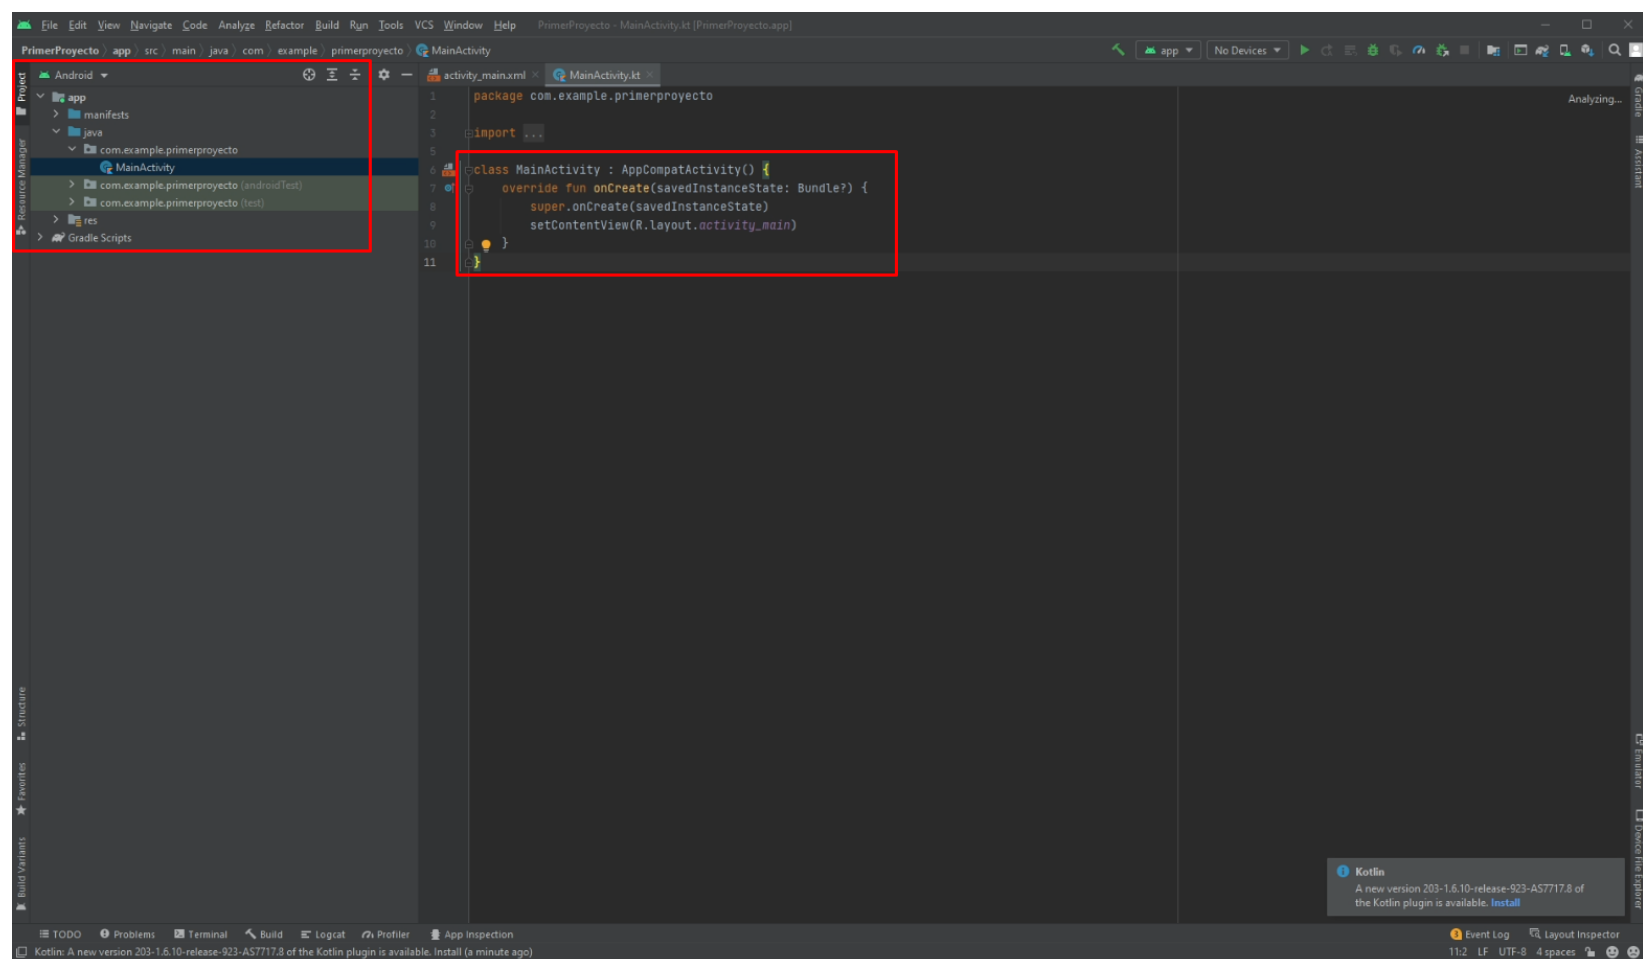 File Edit View Navigate Code Analyze Refactor Build Run Tools VCS Window Help PrimerProyecto - MainActivity.kt [PrimerProyecto.app]
PrimerProyecto app src main java com example primerproyecto MainActivity app No Devices
Android activity_main.xml MainActivity.kt
Project
Resource Manager
Structure
Favorites
Build Variants
app
manifests
java
com.example.primerproyecto
MainActivity
com.example.primerproyecto (androidTest)
com.example.primerproyecto (test)
res
Gradle Scripts
1 package com.example.primerproyecto
2
3 import ...
5
6 class MainActivity : AppCompatActivity() {
7 override fun onCreate(savedInstanceState: Bundle?) {
8 super.onCreate(savedInstanceState)
9 setContentView(R.layout.activity_main)
10 }
11 }
Analyzing...
Gradle
Assistant
Emulator
Device File Explorer
Kotlin
A new version 203-1.6.10-release-923-AS7717.8 of
the Kotlin plugin is available. Install
TODO Problems Terminal Build Logcat Profiler App Inspection 3 Event Log Layout Inspector
Kotlin: A new version 203-1.6.10-release-923-AS7717.8 of the Kotlin plugin is available. Install (a minute ago) 11:2 LF UTF-8 4 spaces